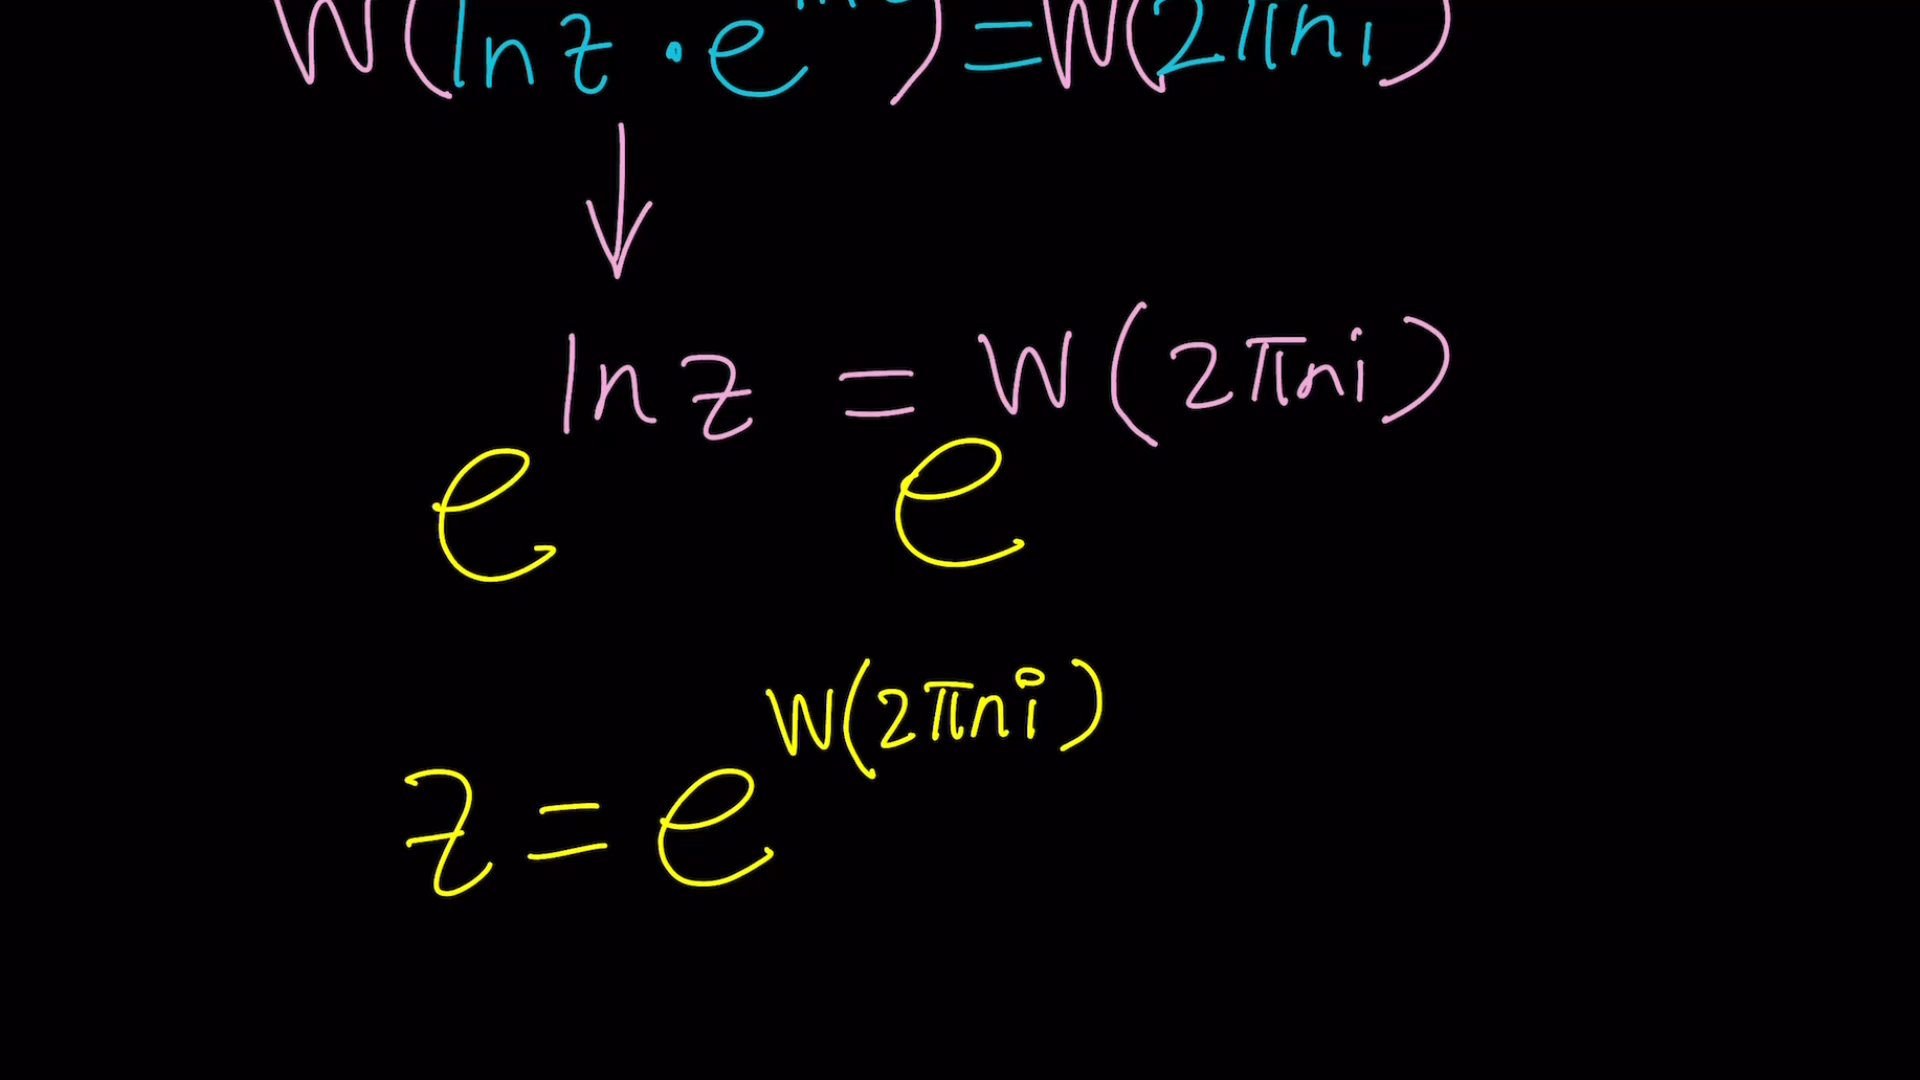 W(ln z · e^ln z) = W(2πni)
ln z = W(2πni)
e e
W(2πni)
z = e